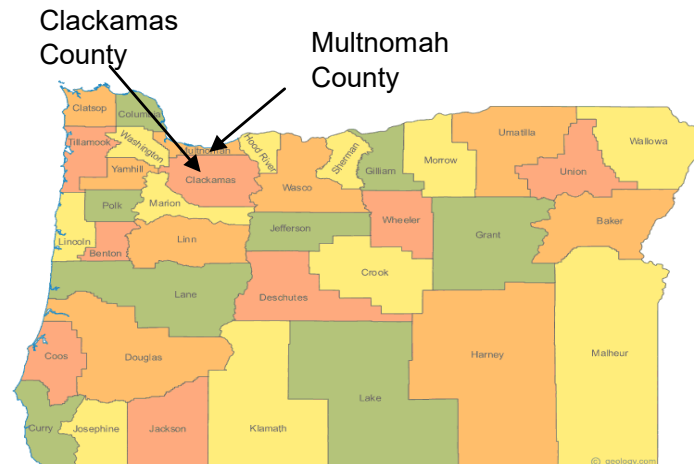 Clackamas
County
Multnomah
County
Clatsop
Columbia
Tillamook
Washington
Multnomah
Hood River
Sherman
Gilliam
Morrow
Umatilla
Wallowa
Union
Yamhill
Clackamas
Wasco
Polk
Marion
Wheeler
Grant
Baker
Lincoln
Benton
Linn
Jefferson
Crook
Lane
Deschutes
Coos
Douglas
Harney
Malheur
Lake
Curry
Josephine
Jackson
Klamath
© geology.com